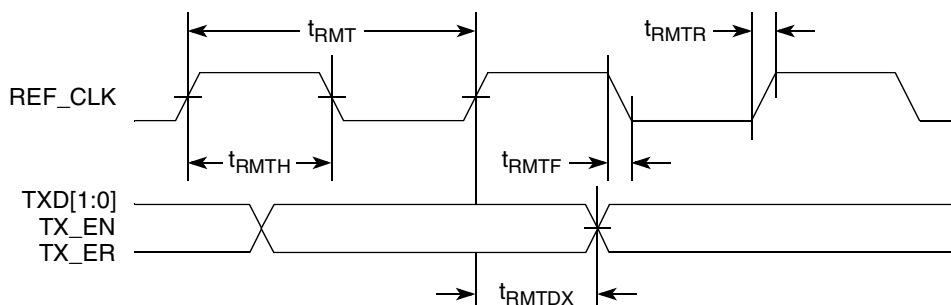 tRMT
tRMTR
REF_CLK
tRMTH
tRMTF
TXD[1:0]
TX_EN
TX_ER
tRMTDX